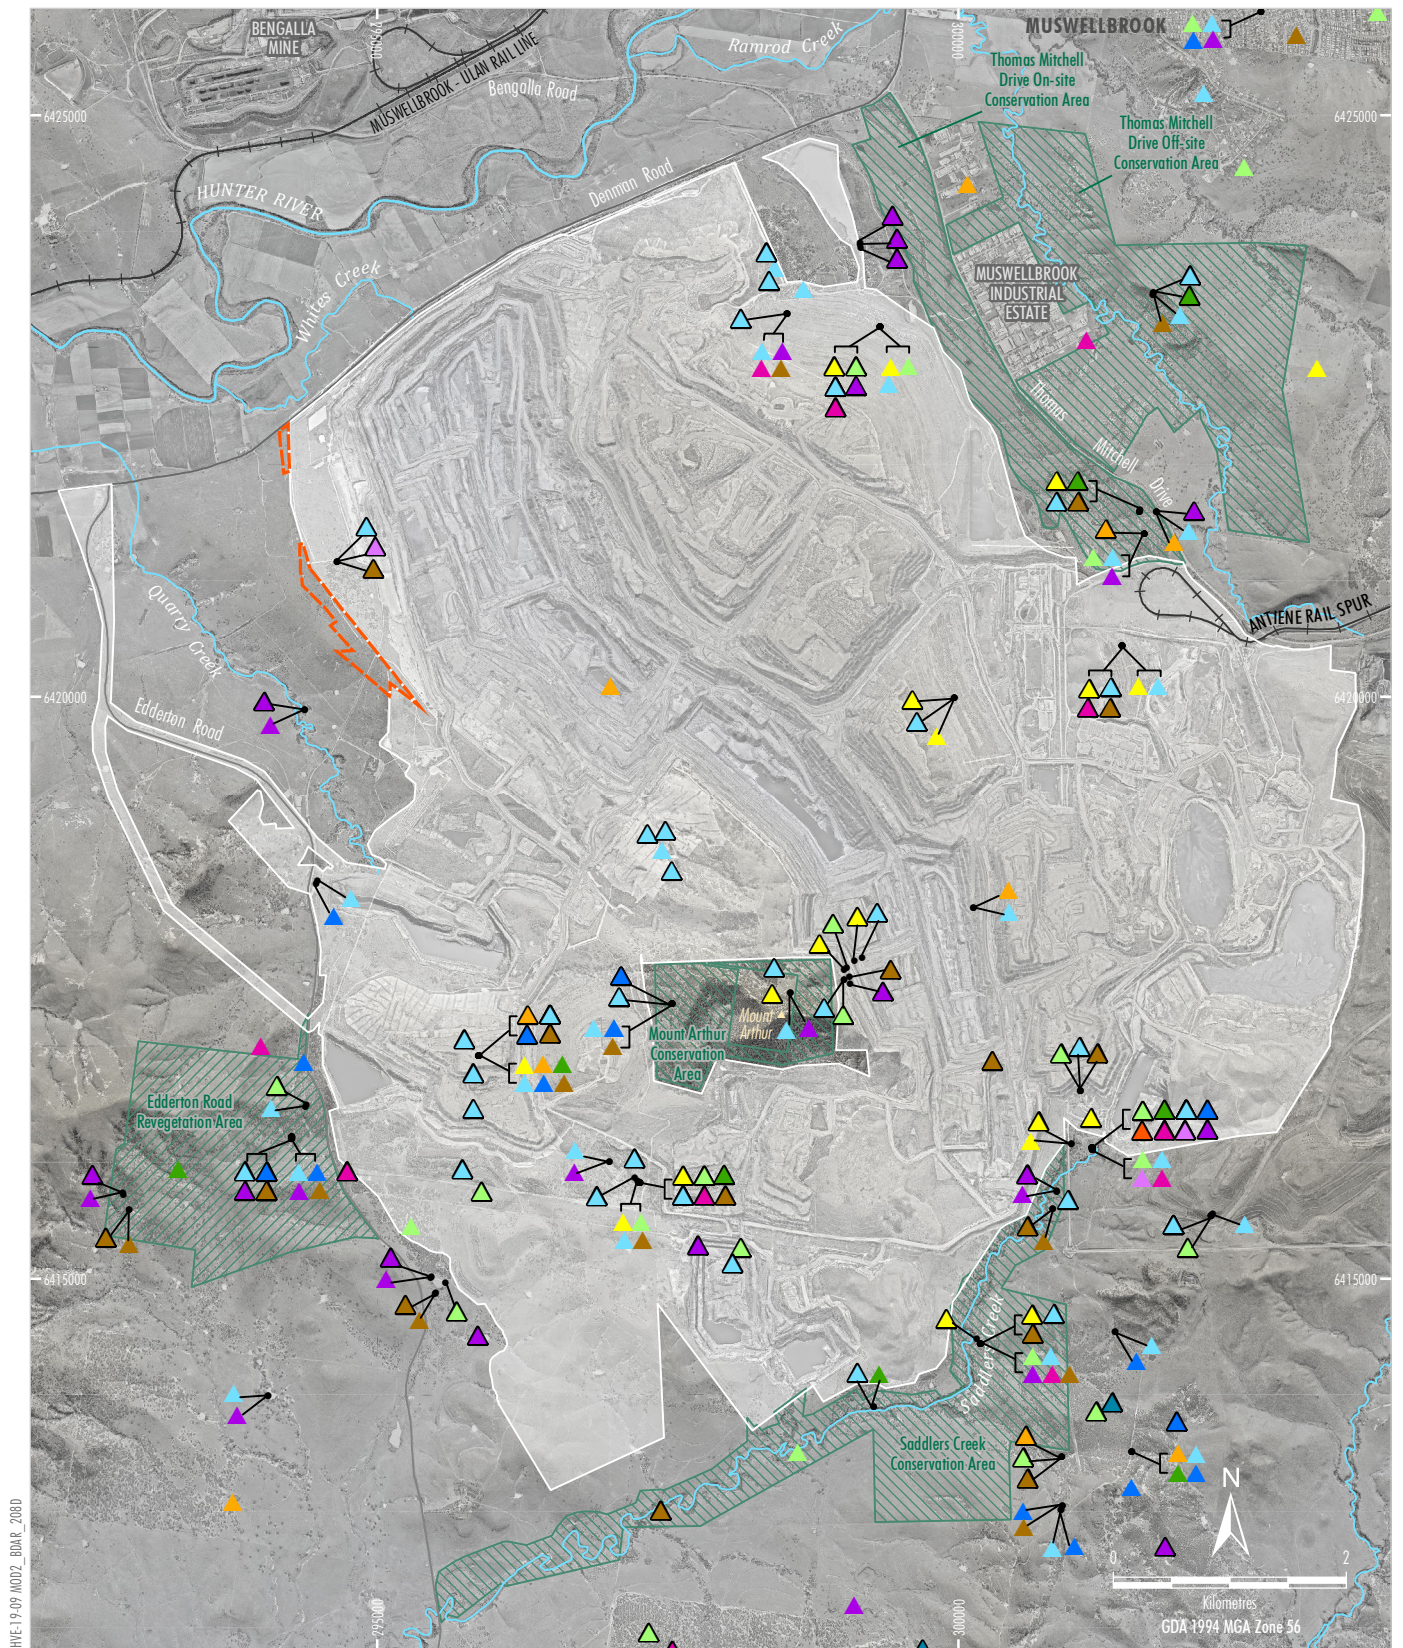 BENGALLA
MINE
295000
MUSWELLBROOK - ULAN RAIL LINE
Bengalla Road
Ramrod Creek
300000
MUSWELLBROOK
Thomas Mitchell
Drive On-site
Conservation Area
6425000
6425000
Thomas Mitchell
Drive Off-site
Conservation Area
HUNTER RIVER
Denman Road
Whites Creek
MUSWELLBROOK
INDUSTRIAL
ESTATE
Thomas
Mitchell
Drive
Quarry Creek
ANTIENE RAIL SPUR
6420000
6420000
Edderton Road
Mount
Arthur
Mount Arthur
Conservation
Area
Edderton Road
Revegetation Area
6415000
6415000
Saddlers Creek
Saddlers Creek
Conservation Area
N
0
2
Kilometres
GDA 1994 MGA Zone 56
295000
300000
HVE-19-09 MOD2_BDAR_208D